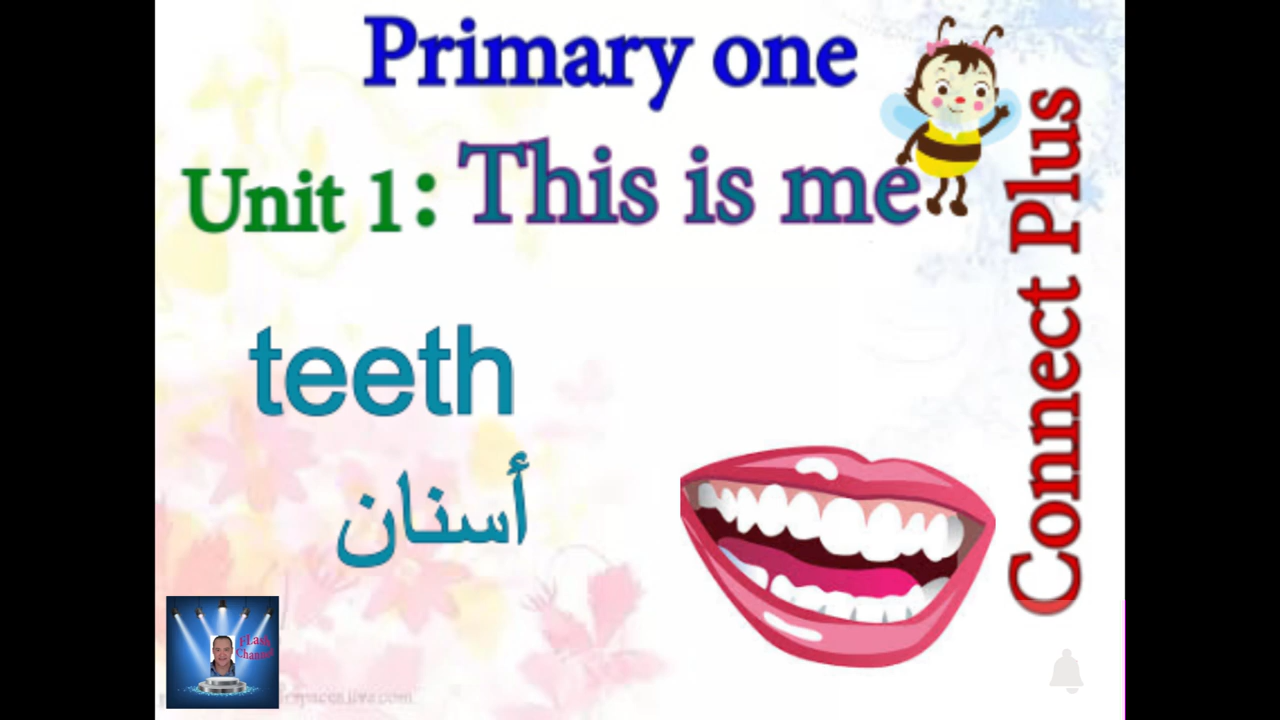 Primary one
Unit 1: This is me
Connect Plus
teeth
أسنان